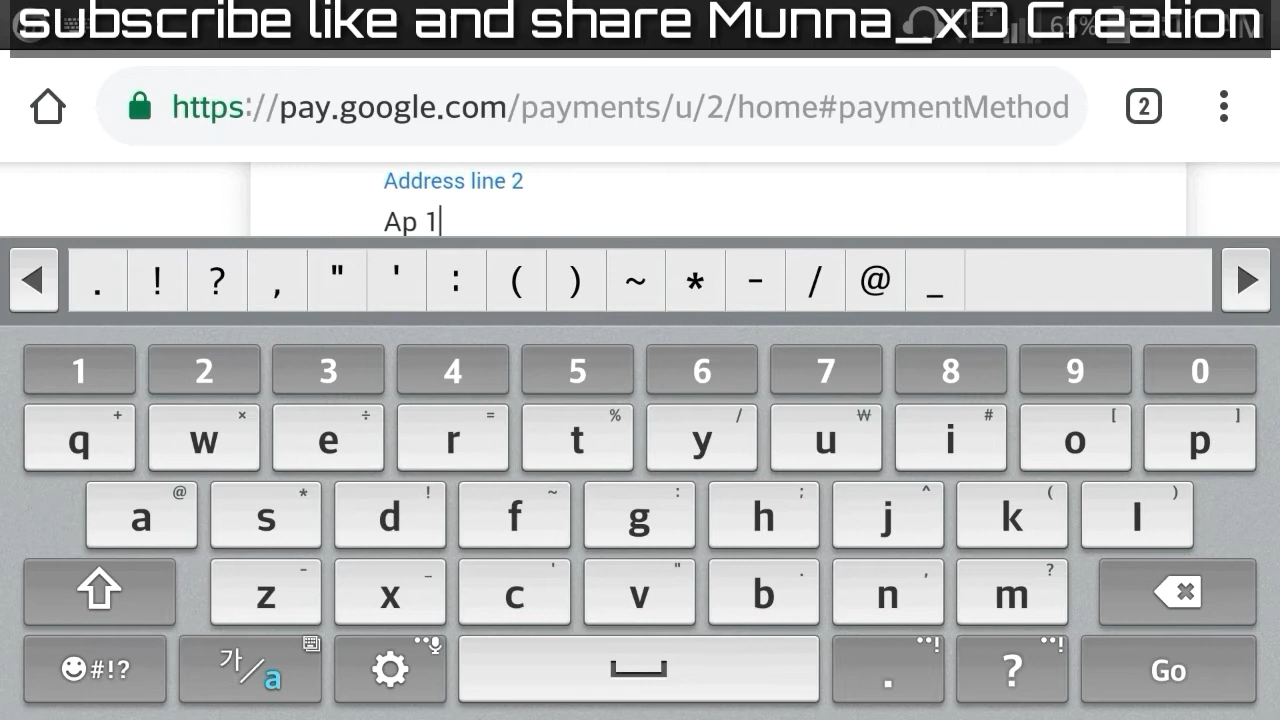 subscribe like and share Munna_xD Creation
65%
https://pay.google.com/payments/u/2/home#paymentMethod
2
Address line 2
Ap 1
. ! ? , " ' : ( ) ~ * - / @ _
1 2 3 4 5 6 7 8 9 0
+ × ÷ = % / ₩ # [ ]
q w e r t y u i o p
@ * ! ~ : ; ^ ( )
a s d f g h j k l
- _ ' " . , ?
z x c v b n m
#!? 가/a . ? Go